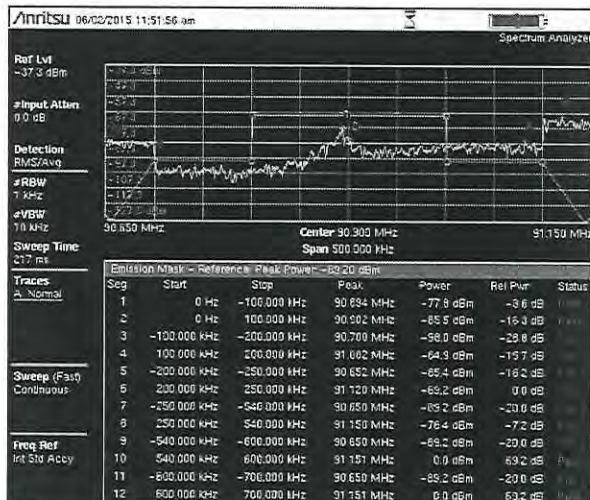 Anritsu 06/02/2015 11:51:56 am
Spectrum Analyzer
Ref Lvl
-37.3 dBm
#Input Atten
0.0 dB
Detection
RMS/Avg
#RBW
#VBW
10 kHz
Sweep Time
217 ms
Traces
A: Normal
Sweep (Fast)
Continuous
Freq Ref
Int Std Accy
-107.
-117.
90.650 MHz
Center 90.900 MHz
91.150 MHz
Span 500.000 kHz
Emission Mask - Reference: Peak Power -69.20 dBm
Seg Start Stop Peak Power Rel Pwr Status
1 0 Hz -100.000 kHz 90.894 MHz -77.8 dBm
2 0 Hz 100.000 kHz 90.902 MHz -85.5 dBm -16.3 dB
3 -100.000 kHz -200.000 kHz 90.700 MHz -98.0 dBm -28.8 dB
4 100.000 kHz 200.000 kHz -84.9 dBm -15.7 dB
5 -200.000 kHz -250.000 kHz 90.652 MHz -85.4 dBm -16.2 dB
6 200.000 kHz 250.000 kHz 91.120 MHz -69.2 dBm 0.0 dB
7 -250.000 kHz -540.000 kHz 90.650 MHz -89.2 dBm -20.0 dB
8 250.000 kHz 540.000 kHz 91.150 MHz -76.4 dBm -7.2 dB
9 -540.000 kHz -600.000 kHz 90.650 MHz -89.2 dBm -20.0 dB
10 540.000 kHz 600.000 kHz 91.151 MHz 0.0 dBm 69.2 dB
11 -600.000 kHz -700.000 kHz 90.650 MHz -89.2 dBm -20.0 dB
12 600.000 kHz 700.000 kHz 91.151 MHz 0.0 dBm 69.2 dB